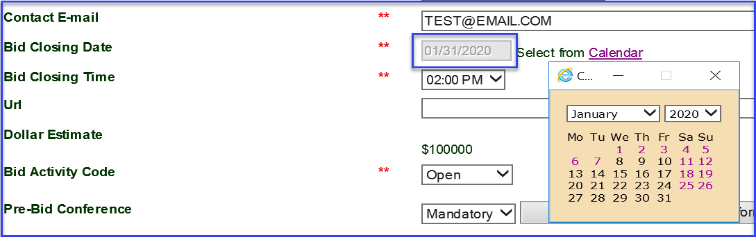 Contact E-mail ** TEST@EMAIL.COM
Bid Closing Date ** 01/31/2020 Select from Calendar
Bid Closing Time ** 02:00 PM
Url
Dollar Estimate
$100000
Bid Activity Code ** Open
Pre-Bid Conference Mandatory
C...
January 2020
Mo Tu We Th Fr Sa Su
1 2 3 4 5
6 7 8 9 10 11 12
13 14 15 16 17 18 19
20 21 22 23 24 25 26
27 28 29 30 31